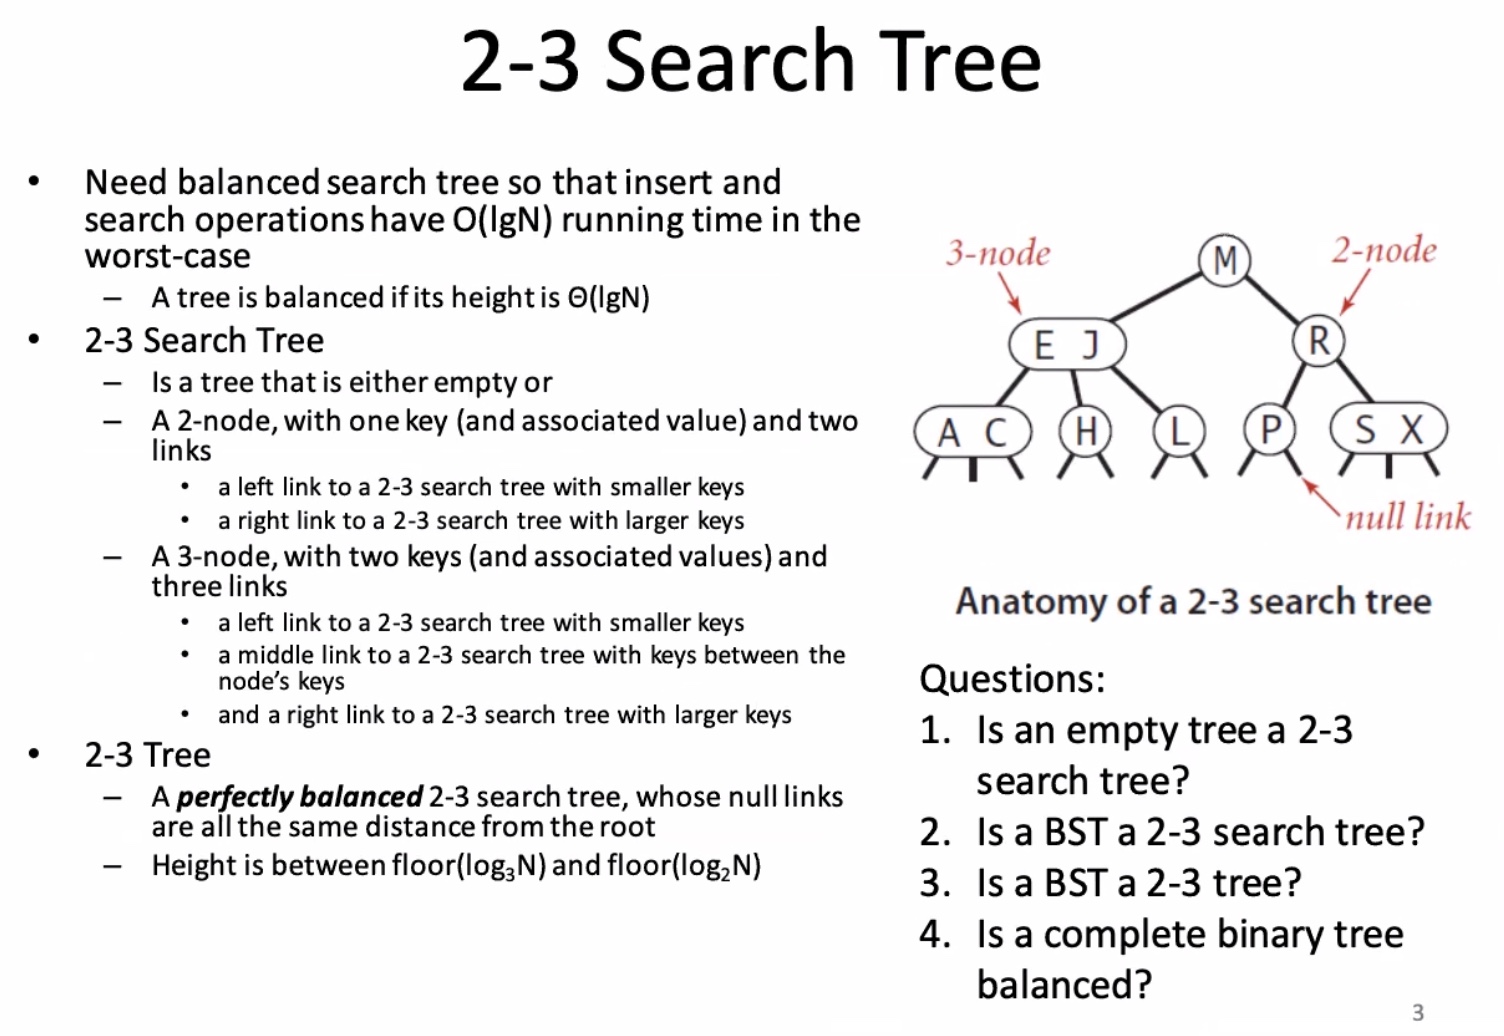 2-3 Search Tree
• Need balanced search tree so that insert and
search operations have O(lgN) running time in the
worst-case
– A tree is balanced if its height is Θ(lgN)
• 2-3 Search Tree
– Is a tree that is either empty or
– A 2-node, with one key (and associated value) and two
links
• a left link to a 2-3 search tree with smaller keys
• a right link to a 2-3 search tree with larger keys
– A 3-node, with two keys (and associated values) and
three links
• a left link to a 2-3 search tree with smaller keys
• a middle link to a 2-3 search tree with keys between the
node's keys
• and a right link to a 2-3 search tree with larger keys
• 2-3 Tree
– A perfectly balanced 2-3 search tree, whose null links
are all the same distance from the root
– Height is between floor(log₃N) and floor(log₂N)
3-node M 2-node
E J R
A C H L P S X
null link
Anatomy of a 2-3 search tree
Questions:
1. Is an empty tree a 2-3
search tree?
2. Is a BST a 2-3 search tree?
3. Is a BST a 2-3 tree?
4. Is a complete binary tree
balanced?
3